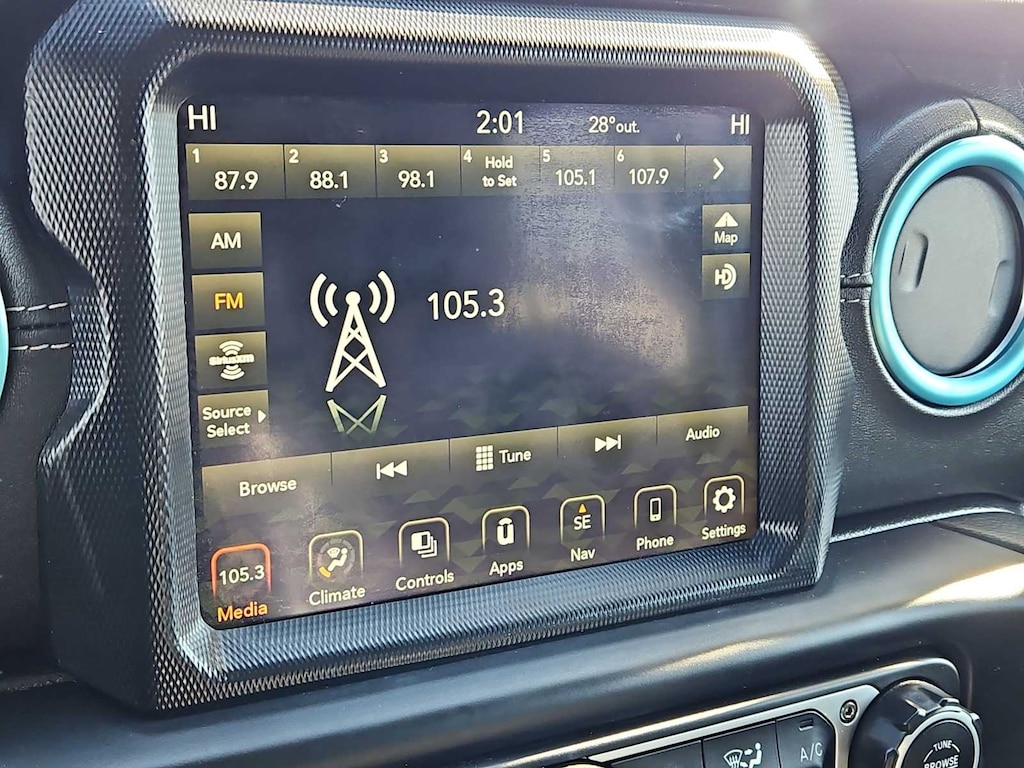 HI 2:01 28°out. HI
1 87.9 2 88.1 3 98.1 4 Hold to Set 5 105.1 6 107.9
AM
Map
FM
HD
105.3
SiriusXM
Source
Select
Browse Tune Audio
105.3 SE
Media Climate Controls Apps Nav Phone Settings
A/C
TUNE
BROWSE